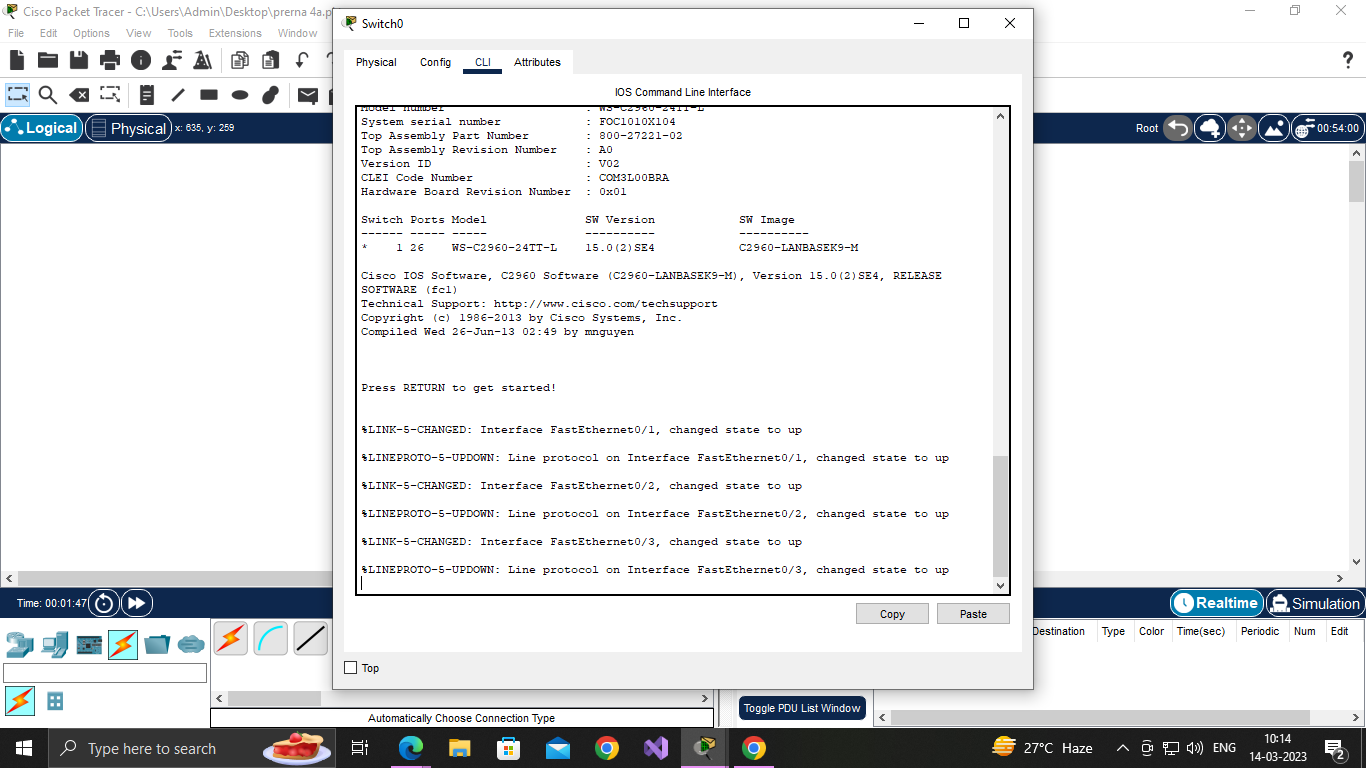 Cisco Packet Tracer - C:\Users\Admin\Desktop\prerna 4a.p
File Edit Options View Tools Extensions Window
Logical
Physical
x: 635, y: 259
Root
00:54:00
Switch0
Physical Config CLI Attributes
IOS Command Line Interface
Model number : WS-C2960-24TT-L
System serial number : FOC1010X104
Top Assembly Part Number : 800-27221-02
Top Assembly Revision Number : A0
Version ID : V02
CLEI Code Number : COM3L00BRA
Hardware Board Revision Number : 0x01
Switch Ports Model SW Version SW Image
------ ----- ----- ---------- ----------
* 1 26 WS-C2960-24TT-L 15.0(2)SE4 C2960-LANBASEK9-M
Cisco IOS Software, C2960 Software (C2960-LANBASEK9-M), Version 15.0(2)SE4, RELEASE
SOFTWARE (fc1)
Technical Support: http://www.cisco.com/techsupport
Copyright (c) 1986-2013 by Cisco Systems, Inc.
Compiled Wed 26-Jun-13 02:49 by mnguyen
Press RETURN to get started!
%LINK-5-CHANGED: Interface FastEthernet0/1, changed state to up
%LINEPROTO-5-UPDOWN: Line protocol on Interface FastEthernet0/1, changed state to up
%LINK-5-CHANGED: Interface FastEthernet0/2, changed state to up
%LINEPROTO-5-UPDOWN: Line protocol on Interface FastEthernet0/2, changed state to up
%LINK-5-CHANGED: Interface FastEthernet0/3, changed state to up
%LINEPROTO-5-UPDOWN: Line protocol on Interface FastEthernet0/3, changed state to up
Copy
Paste
Top
Time: 00:01:47
Realtime
Simulation
Destination Type Color Time(sec) Periodic Num Edit
Automatically Choose Connection Type
Toggle PDU List Window
Type here to search
27°C Haze
ENG
10:14
14-03-2023
2